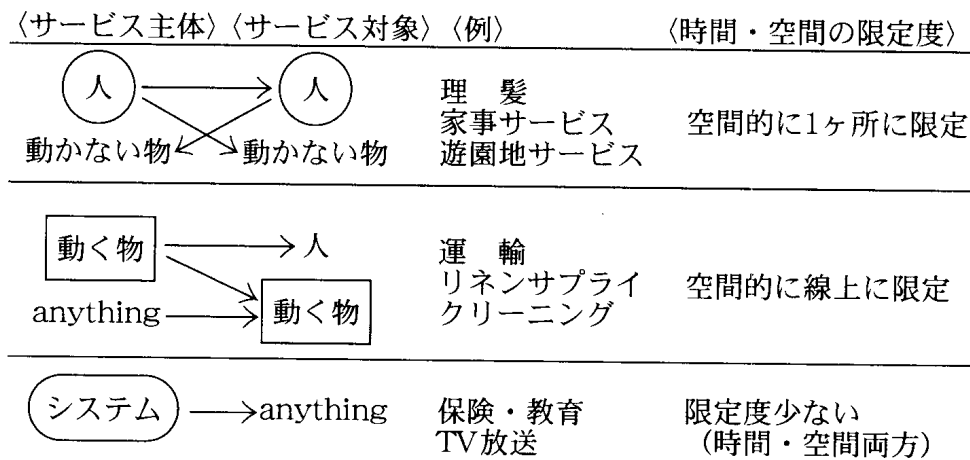 〈サービス主体〉〈サービス対象〉〈例〉 〈時間・空間の限定度〉
人 人
動かない物 動かない物
理 髪
家事サービス
遊園地サービス
空間的に1ヶ所に限定
動く物 人
anything 動く物
運 輸
リネンサプライ
クリーニング
空間的に線上に限定
システム anything
保険・教育
TV放送
限定度少ない
(時間・空間両方)